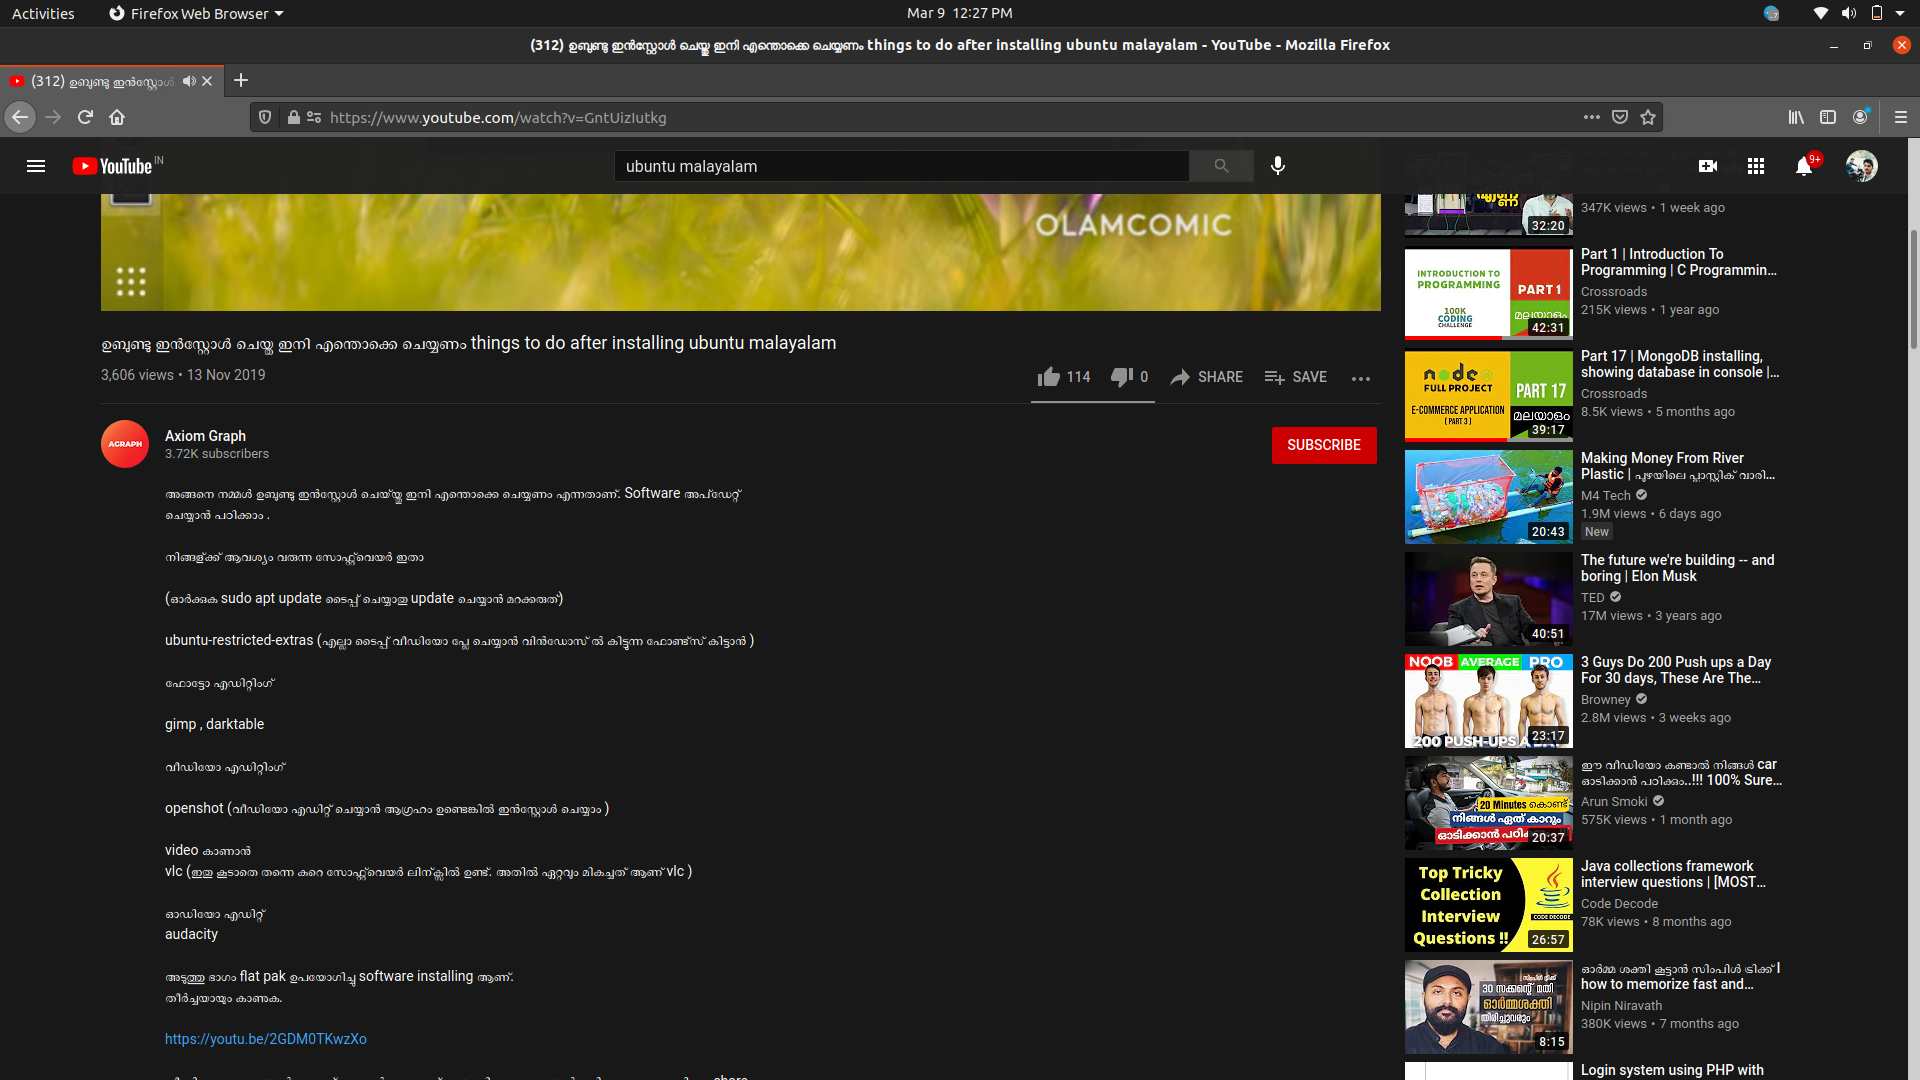 Activities
Firefox Web Browser
Mar 9 12:27 PM
(312) ഉബുണ്ടു ഇൻസ്റ്റോൾ ചെയ്തു ഇനി എന്തൊക്കെ ചെയ്യണം things to do after installing ubuntu malayalam - YouTube - Mozilla Firefox
(312) ഉബുണ്ടു ഇൻസ്റ്റോൾ
https://www.youtube.com/watch?v=GntUizIutkg
YouTube IN
ubuntu malayalam
9+
OLAMCOMIC
ഉബുണ്ടു ഇൻസ്റ്റോൾ ചെയ്തു ഇനി എന്തൊക്കെ ചെയ്യണം things to do after installing ubuntu malayalam
3,606 views • 13 Nov 2019
114
0
SHARE
SAVE
AGRAPH
Axiom Graph
3.72K subscribers
SUBSCRIBE
അങ്ങനെ നമ്മൾ ഉബുണ്ടു ഇൻസ്റ്റോൾ ചെയ്യ്തു ഇനി എന്തൊക്കെ ചെയ്യണം എന്നതാണ്. Software അപ്ഡേറ്റ്
ചെയ്യാൻ പഠിക്കാം .
നിങ്ങള്ക്ക് ആവശ്യം വരുന്ന സോഫ്റ്റ്‌വെയർ ഇതാ
(ഓർക്കുക sudo apt update ടൈപ്പ് ചെയ്യാതു update ചെയ്യാൻ മറക്കരുത്)
ubuntu-restricted-extras (എല്ലാ ടൈപ്പ് വീഡിയോ പ്ലേ ചെയ്യാൻ വിൻഡോസ് ൽ കിട്ടുന്ന ഫോണ്ട്സ് കിട്ടാൻ )
ഫോട്ടോ എഡിറ്റിംഗ്
gimp , darktable
വീഡിയോ എഡിറ്റിംഗ്
openshot (വീഡിയോ എഡിറ്റ് ചെയ്യാൻ ആഗ്രഹം ഉണ്ടെങ്കിൽ ഇൻസ്റ്റോൾ ചെയ്യാം )
video കാണാൻ
vlc (ഇതു കൂടാതെ തന്നെ കുറെ സോഫ്റ്റ്‌വെയർ ലിന്ക്സിൽ ഉണ്ട്. അതിൽ ഏറ്റവും മികച്ചത് ആണ് vlc )
ഓഡിയോ എഡിറ്റ്
audacity
അടുത്തു ഭാഗം flat pak ഉപയോഗിച്ചു software installing ആണ്.
തീർച്ചയായും കാണുക.
https://youtu.be/2GDM0TKwzXo
share
32:20
347K views • 1 week ago
INTRODUCTION TO
PROGRAMMING
PART 1
100K
CODING
CHALLENGE
മലയാളം
42:31
Part 1 | Introduction To
Programming | C Programmin...
Crossroads
215K views • 1 year ago
node
FULL PROJECT
PART 17
E-COMMERCE APPLICATION
[ PART 3 ]
മലയാളം
39:17
Part 17 | MongoDB installing,
showing database in console |...
Crossroads
8.5K views • 5 months ago
20:43
Making Money From River
Plastic | പുഴയിലെ പ്ലാസ്റ്റിക് വാരി...
M4 Tech
1.9M views • 6 days ago
New
40:51
The future we're building -- and
boring | Elon Musk
TED
17M views • 3 years ago
NOOB AVERAGE PRO
200 PUSH-UPS A
23:17
3 Guys Do 200 Push ups a Day
For 30 days, These Are The...
Browney
2.8M views • 3 weeks ago
20 Minutes കൊണ്ട്
നിങ്ങൾ ഏത് കാറും
ഓടിക്കാൻ പഠി
20:37
ഈ വീഡിയോ കണ്ടാൽ നിങ്ങൾ car
ഓടിക്കാൻ പഠിക്കും..!!! 100% Sure...
Arun Smoki
575K views • 1 month ago
Top Tricky
Collection
Interview
Questions !!
Java
CODE DECODE
26:57
Java collections framework
interview questions | [MOST...
Code Decode
78K views • 8 months ago
സിംപിൾ ട്രിക്ക്
30 സെക്കന്റ് മതി
ഓർമ്മശക്തി
തിരിച്ചുവരും
8:15
ഓർമ്മ ശക്തി കൂട്ടാൻ സിംപിൾ ട്രിക്ക് l
how to memorize fast and...
Nipin Niravath
380K views • 7 months ago
Login system using PHP with